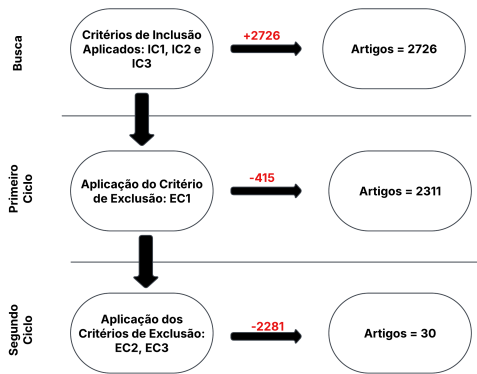 Busca
Critérios de Inclusão
Aplicados: IC1, IC2 e
IC3
+2726
Artigos = 2726
Primeiro
Ciclo
Aplicação do Critério
de Exclusão: EC1
-415
Artigos = 2311
Segundo
Ciclo
Aplicação dos
Critérios de Exclusão:
EC2, EC3
-2281
Artigos = 30